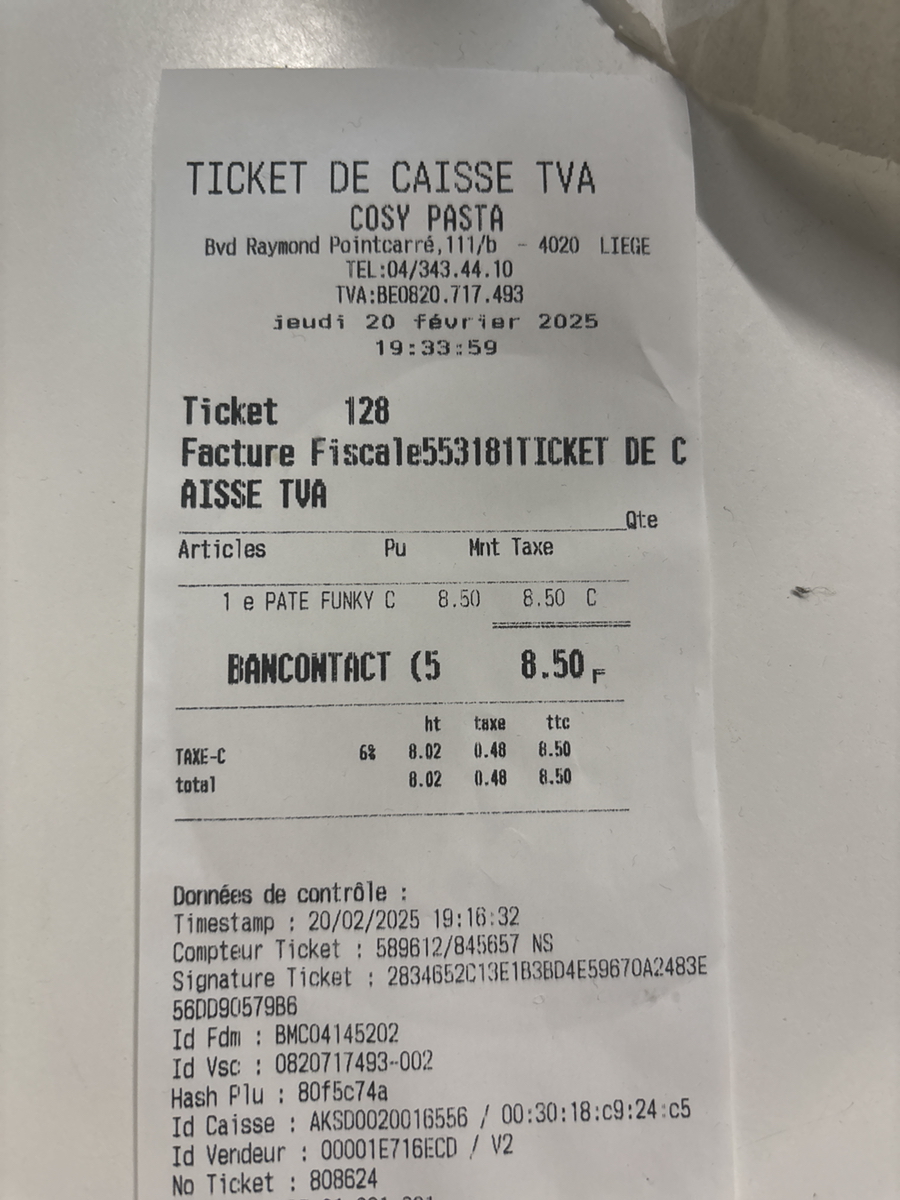 TICKET DE CAISSE TVA
COSY PASTA
Bvd Raymond Pointcarré,111/b - 4020 LIEGE
TEL:04/343.44.10
TVA:BE0820.717.493
jeudi 20 février 2025
19:33:59
Ticket 128
Facture Fiscale553181TICKET DE C
AISSE TVA
Qte
Articles Pu Mnt Taxe
1 e PATE FUNKY C 8.50 8.50 C
BANCONTACT (5 8.50 F
ht taxe ttc
TAXE-C 6% 8.02 0.48 8.50
total 8.02 0.48 8.50
Données de contrôle :
Timestamp : 20/02/2025 19:16:32
Compteur Ticket : 589612/845657 NS
Signature Ticket : 2834652C13E1B3BD4E59670A2483E
56DD90579B6
Id Fdm : BMC04145202
Id Vsc : 0820717493-002
Hash Plu : 80f5c74a
Id Caisse : AKSD0020016556 / 00:30:18:c9:24:c5
Id Vendeur : 00001E716ECD / V2
No Ticket : 808624